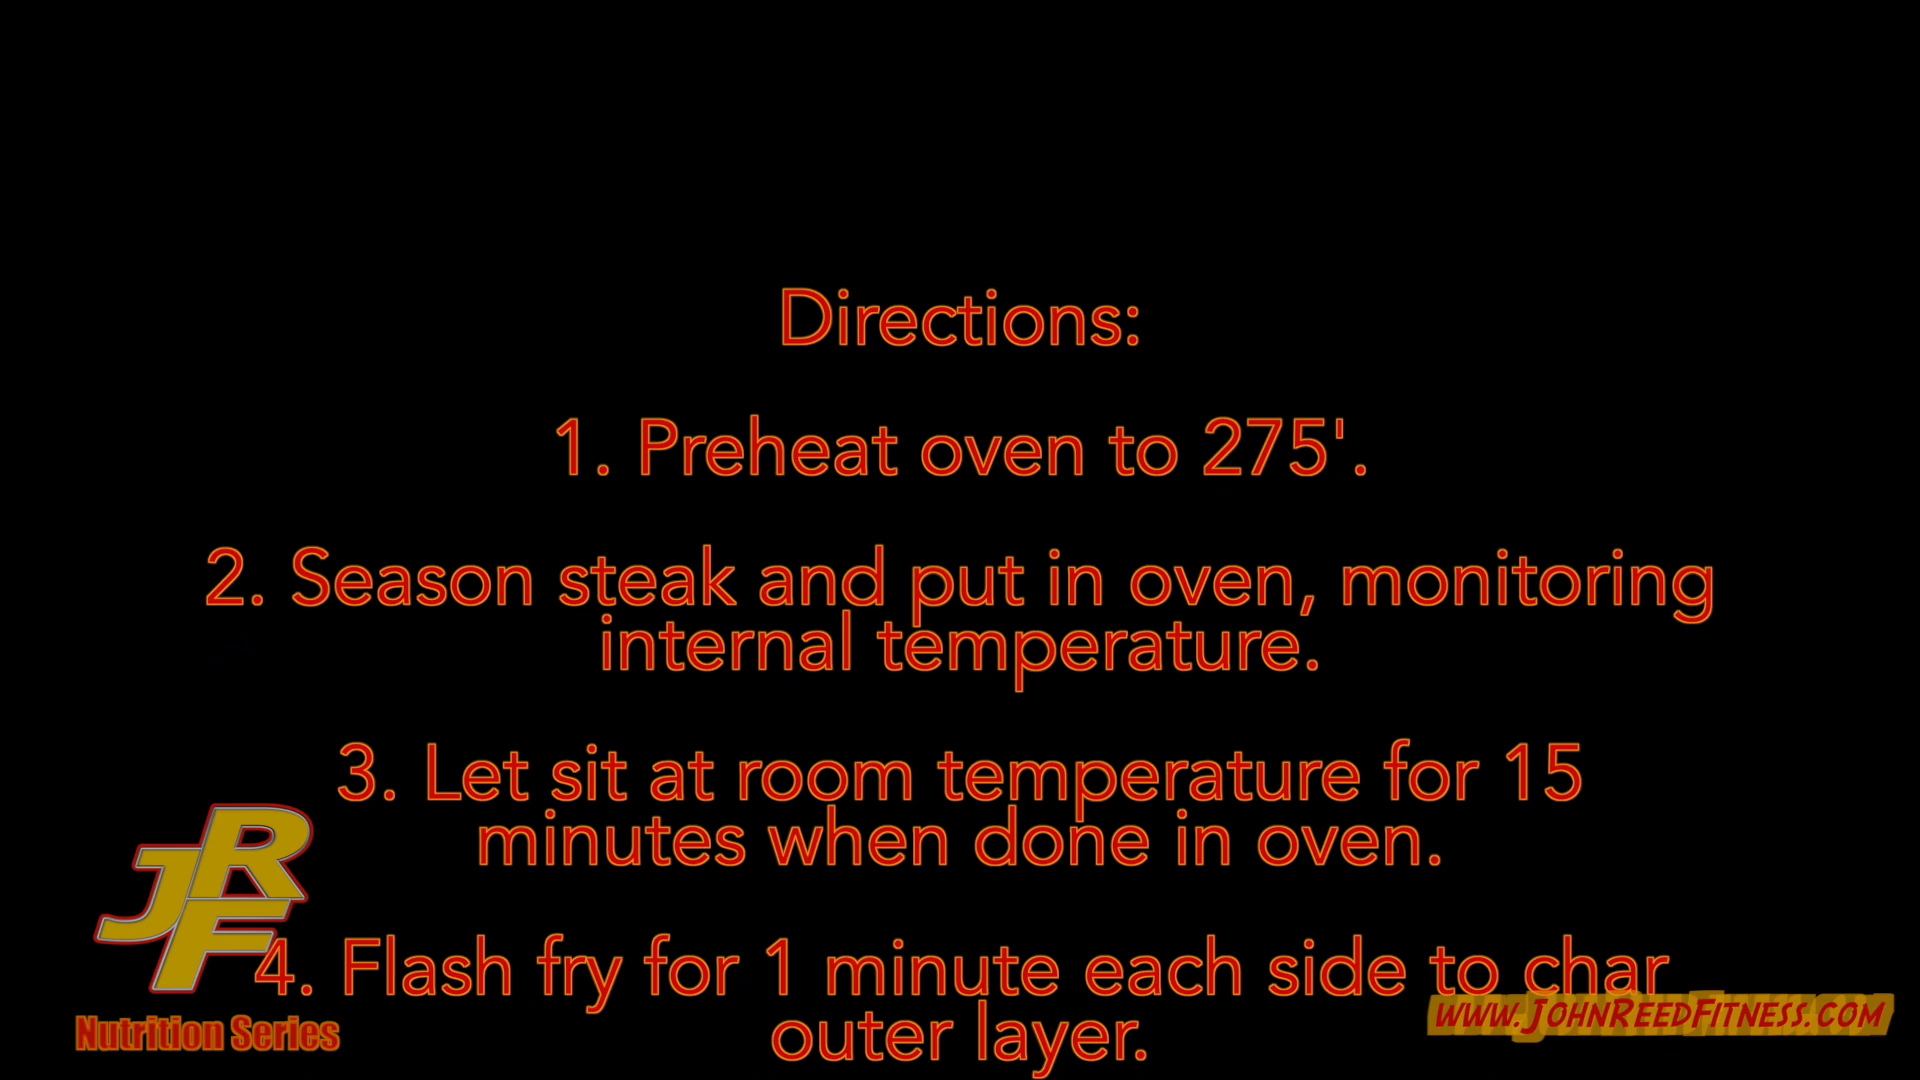 Directions:
1. Preheat oven to 275'.
2. Season steak and put in oven, monitoring
internal temperature.
3. Let sit at room temperature for 15
minutes when done in oven.
4. Flash fry for 1 minute each side to char
outer layer.
JRF
Nutrition Series
www.JohnReedFitness.com